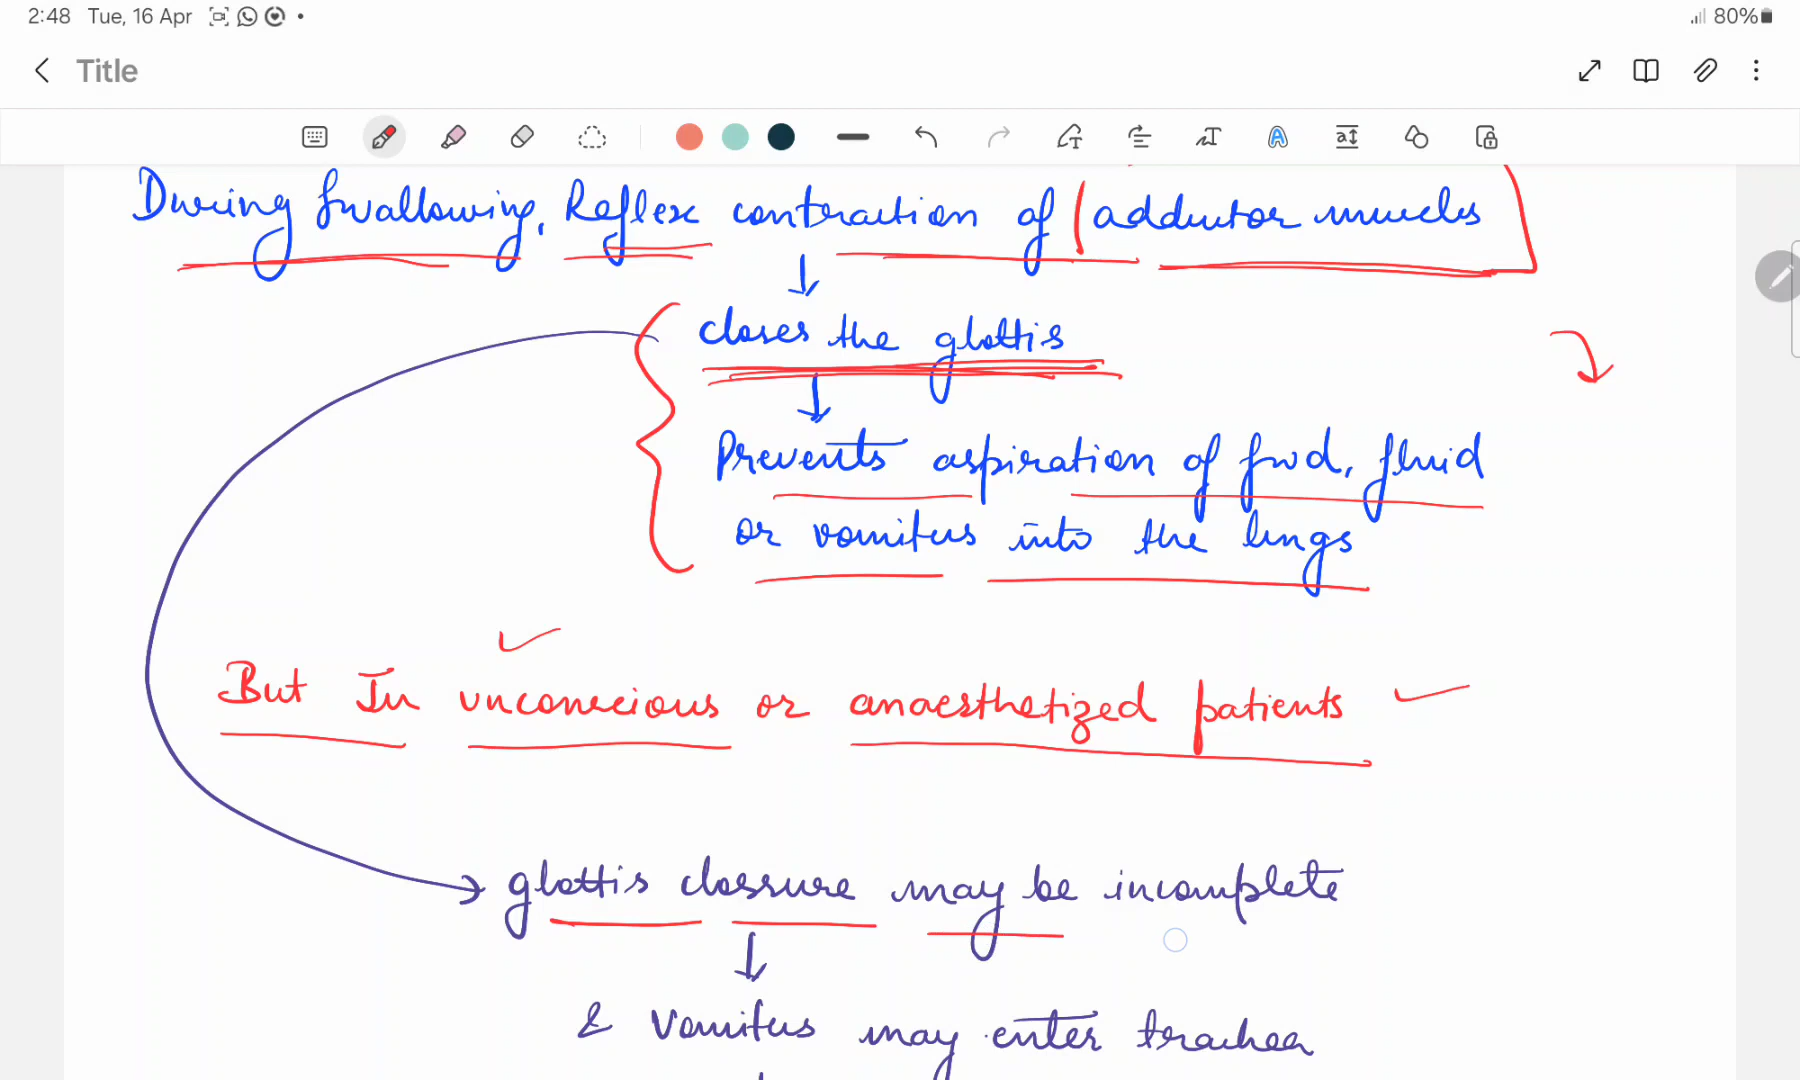 2:48 Tue, 16 Apr
80%
Title
During swallowing, Reflex contraction of adductor muscles
↓
closes the glottis
↓
Prevents aspiration of food, fluid
or vomitus into the lungs
But In unconscious or anaesthetized patients
→ glottis clossure may be incomplete
↓
& vomitus may enter trachea